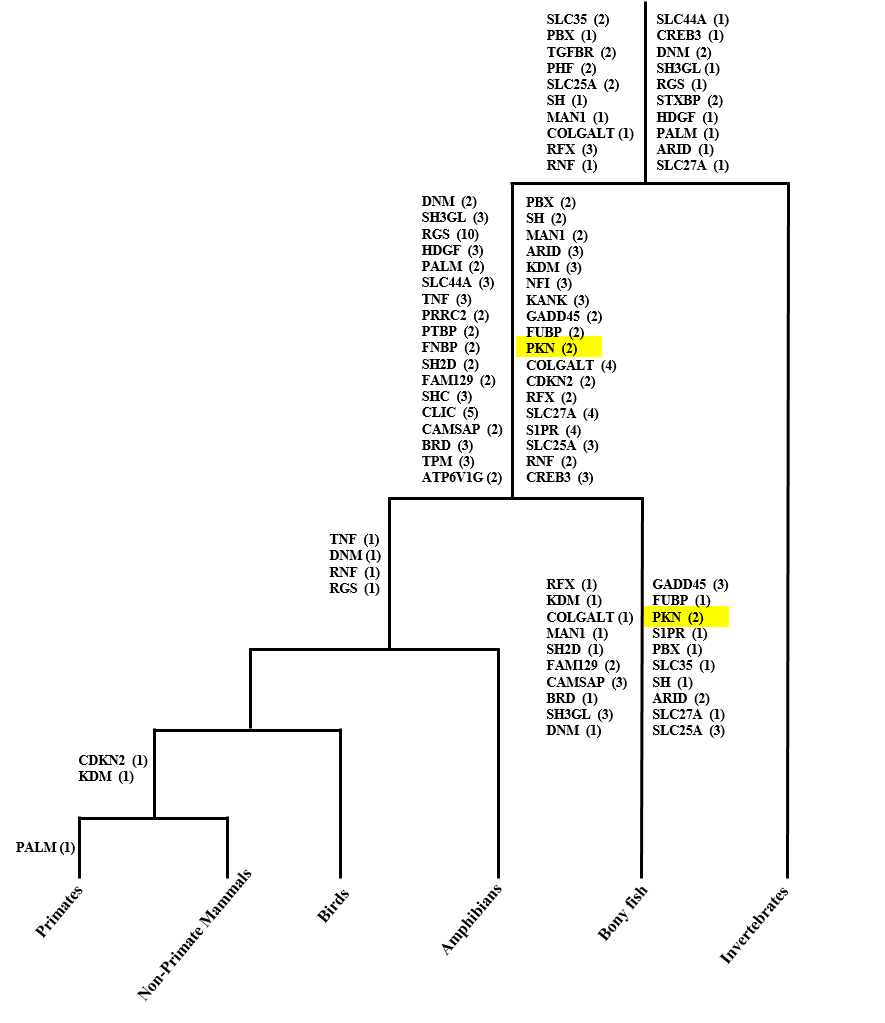 SLC35 (2)
PBX (1)
TGFBR (2)
PHF (2)
SLC25A (2)
SH (1)
MAN1 (1)
COLGALT (1)
RFX (3)
RNF (1)
SLC44A (1)
CREB3 (1)
DNM (2)
SH3GL (1)
RGS (1)
STXBP (2)
HDGF (1)
PALM (1)
ARID (1)
SLC27A (1)
DNM (2)
SH3GL (3)
RGS (10)
HDGF (3)
PALM (2)
SLC44A (3)
TNF (3)
PRRC2 (2)
PTBP (2)
FNBP (2)
SH2D (2)
FAM129 (2)
SHC (3)
CLIC (5)
CAMSAP (2)
BRD (3)
TPM (3)
ATP6V1G (2)
PBX (2)
SH (2)
MAN1 (2)
ARID (3)
KDM (3)
NFI (3)
KANK (3)
GADD45 (2)
FUBP (2)
PKN (2)
COLGALT (4)
CDKN2 (2)
RFX (2)
SLC27A (4)
S1PR (4)
SLC25A (3)
RNF (2)
CREB3 (3)
TNF (1)
DNM (1)
RNF (1)
RGS (1)
RFX (1)
KDM (1)
COLGALT (1)
MAN1 (1)
SH2D (1)
FAM129 (2)
CAMSAP (3)
BRD (1)
SH3GL (3)
DNM (1)
GADD45 (3)
FUBP (1)
PKN (2)
S1PR (1)
PBX (1)
SLC35 (1)
SH (1)
ARID (2)
SLC27A (1)
SLC25A (3)
CDKN2 (1)
KDM (1)
PALM (1)
Primates
Non-Primate Mammals
Birds
Amphibians
Bony fish
Invertebrates